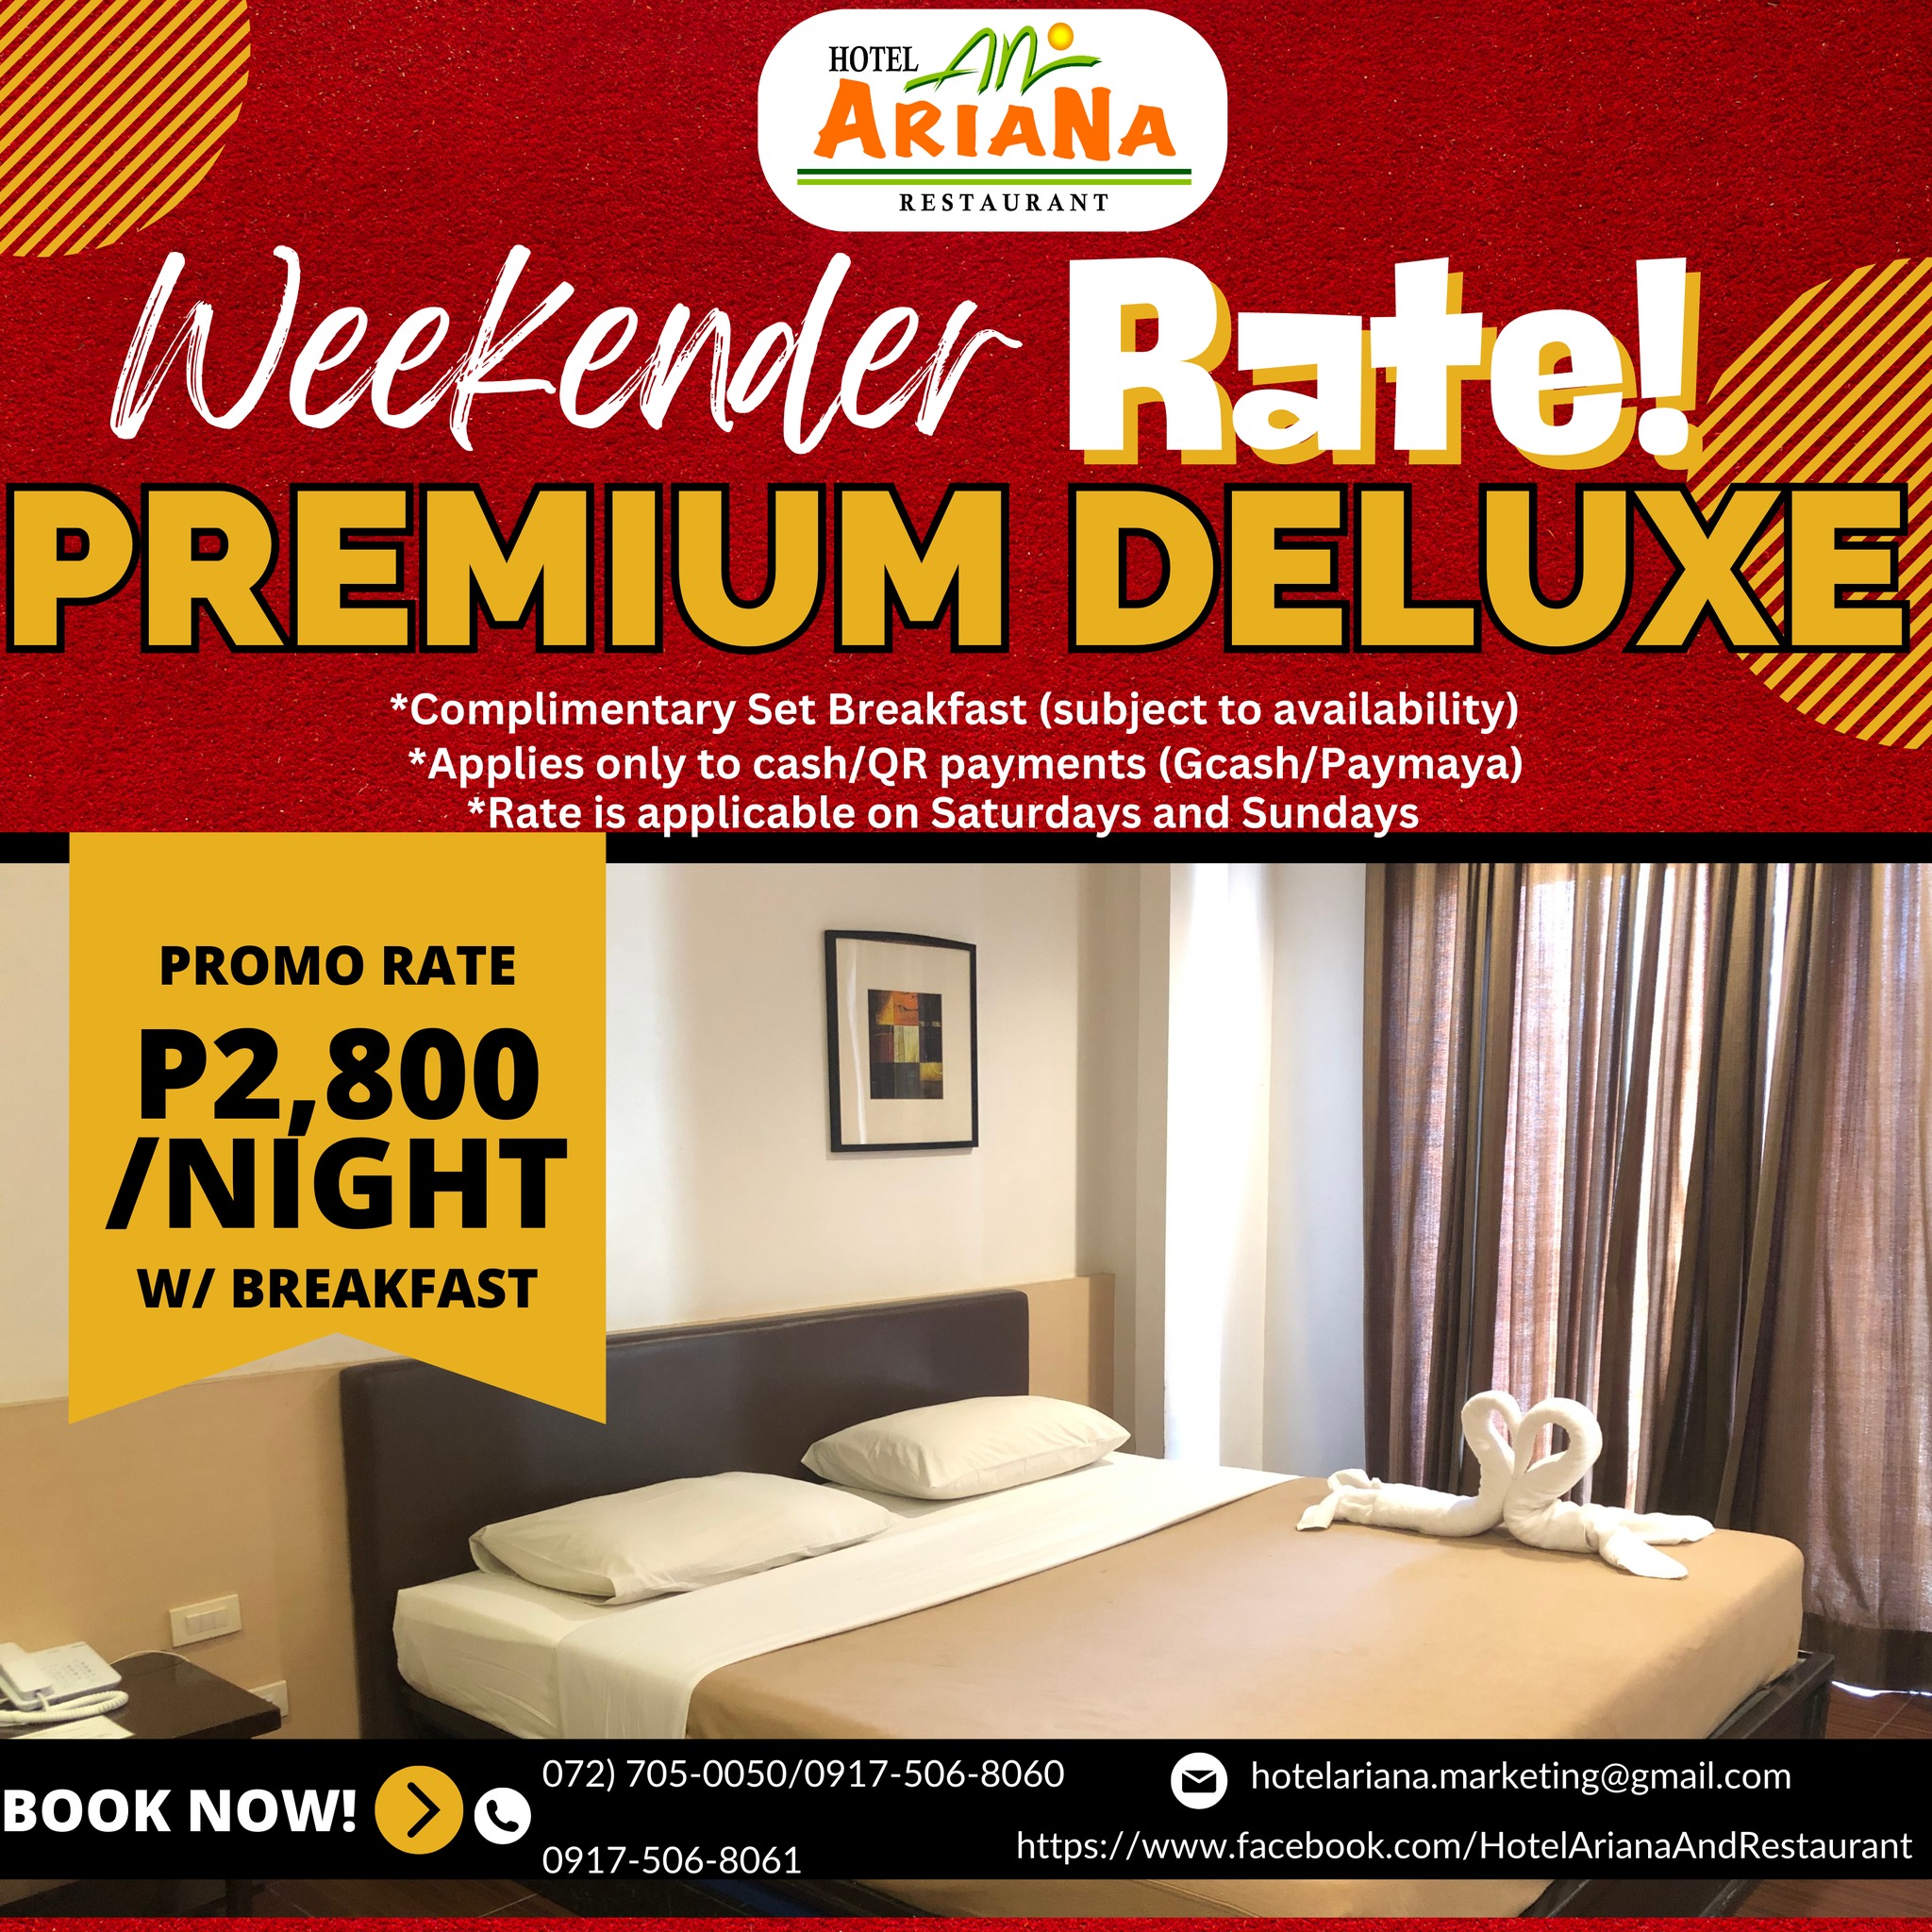 HOTEL
ARIANA
RESTAURANT
Weekender Rate!
PREMIUM DELUXE
*Complimentary Set Breakfast (subject to availability)
*Applies only to cash/QR payments (Gcash/Paymaya)
*Rate is applicable on Saturdays and Sundays
PROMO RATE
P2,800
/NIGHT
W/ BREAKFAST
BOOK NOW!
072) 705-0050/0917-506-8060
0917-506-8061
hotelariana.marketing@gmail.com
https://www.facebook.com/HotelArianaAndRestaurant